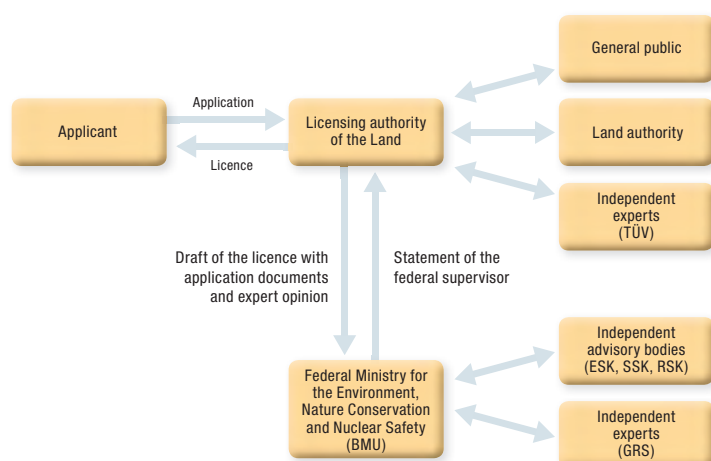 General public
Application
Applicant
Licensing authority
of the Land
Land authority
Licence
Independent
experts
(TÜV)
Draft of the licence with
application documents
and expert opinion
Statement of the
federal supervisor
Independent
advisory bodies
(ESK, SSK, RSK)
Federal Ministry for
the Environment,
Nature Conservation
and Nuclear Safety
(BMU)
Independent
experts
(GRS)